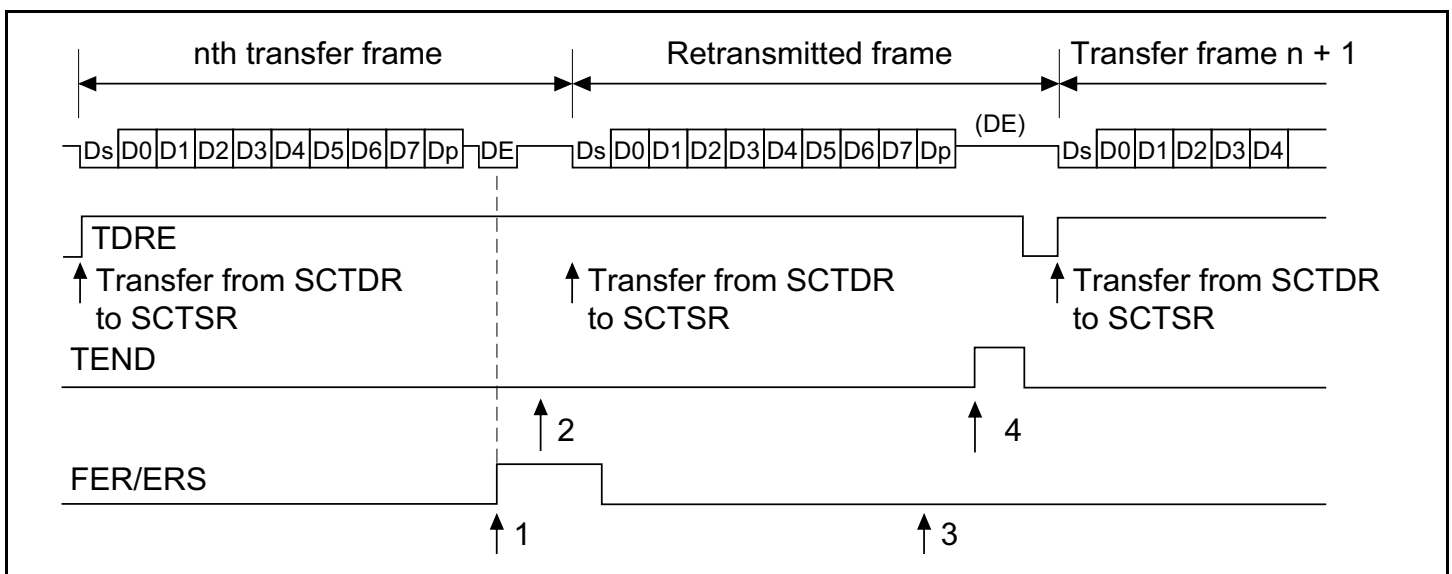 nth transfer frame Retransmitted frame Transfer frame n + 1
(DE)
Ds D0 D1 D2 D3 D4 D5 D6 D7 Dp DE Ds D0 D1 D2 D3 D4 D5 D6 D7 Dp Ds D0 D1 D2 D3 D4
TDRE
Transfer from SCTDR
to SCTSR
Transfer from SCTDR
to SCTSR
Transfer from SCTDR
to SCTSR
TEND
2
4
FER/ERS
1
3